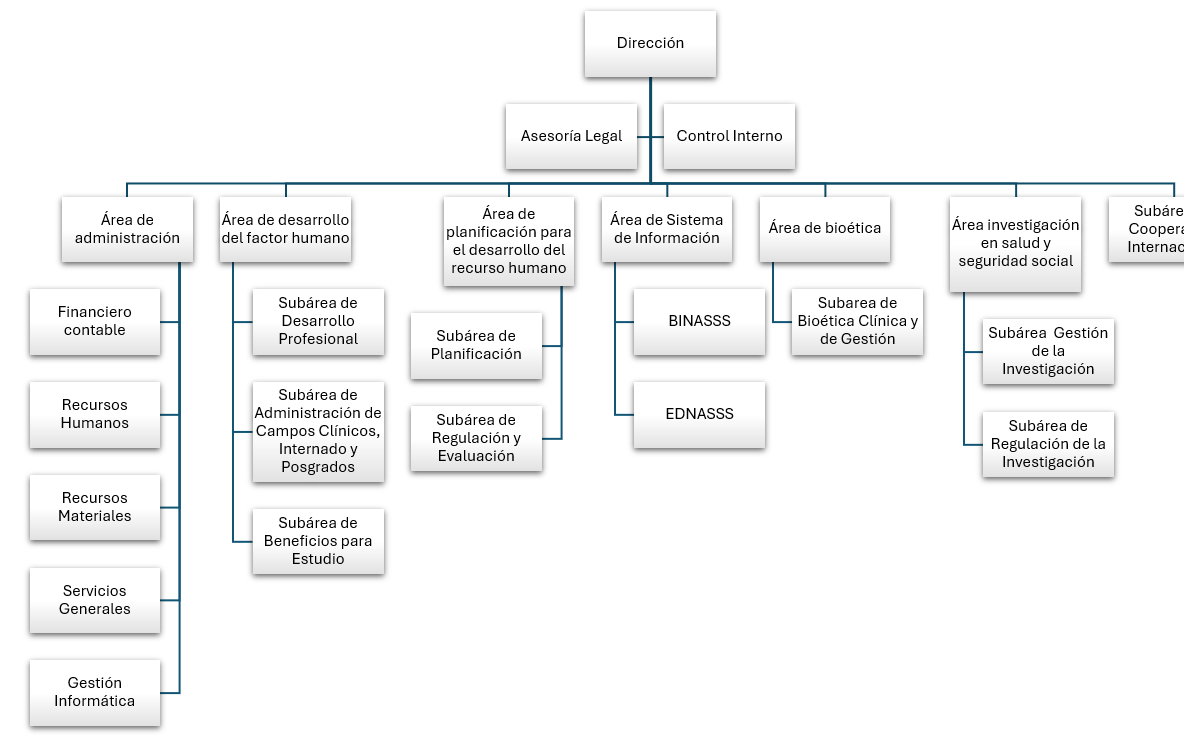 Dirección
Asesoría Legal
Control Interno
Área de
administración
Área de desarrollo
del factor humano
Área de
planificación para
el desarrollo del
recurso humano
Área de Sistema
de Información
Área de bioética
Área investigación
en salud y
seguridad social
Financiero
contable
Recursos
Humanos
Recursos
Materiales
Servicios
Generales
Gestión
Informática
Subárea de
Desarrollo
Profesional
Subárea de
Administración de
Campos Clínicos,
Internado y
Posgrados
Subárea de
Beneficios para
Estudio
Subárea de
Planificación
Subárea de
Regulación y
Evaluación
BINASSS
EDNASSS
Subarea de
Bioética Clínica y
de Gestión
Subárea Gestión
de la
Investigación
Subárea de
Regulación de la
Investigación